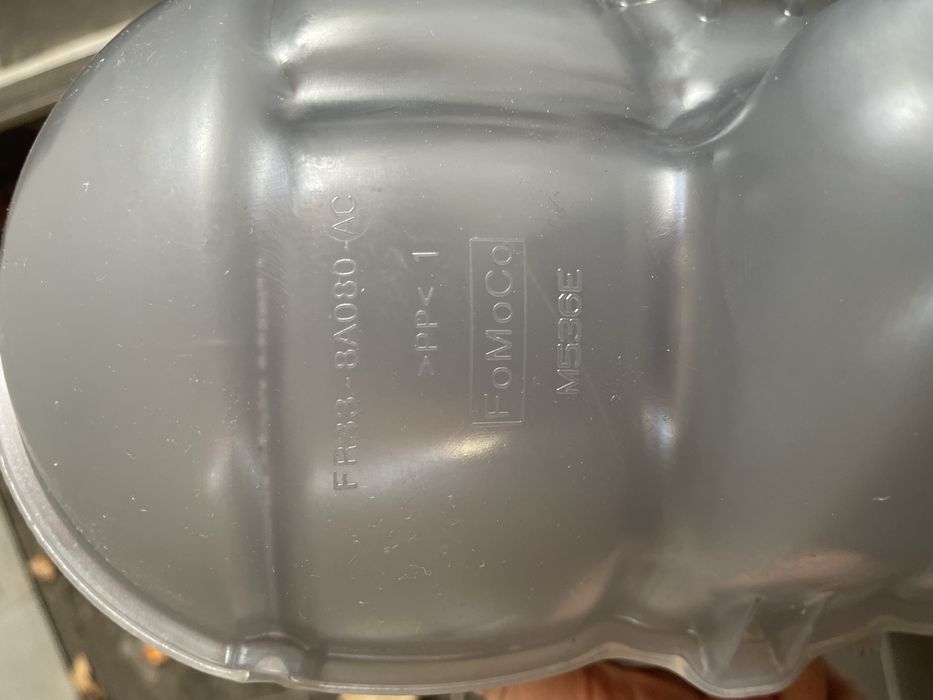 FR33-8A080-AC
>PP< 1
FoMoCo
M536E